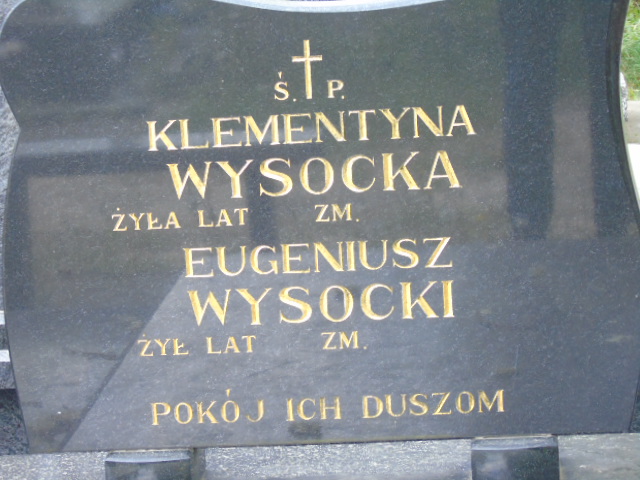 Ś. P.
KLEMENTYNA
WYSOCKA
ŻYŁA LAT ZM.
EUGENIUSZ
WYSOCKI
ŻYŁ LAT ZM.
POKÓJ ICH DUSZOM